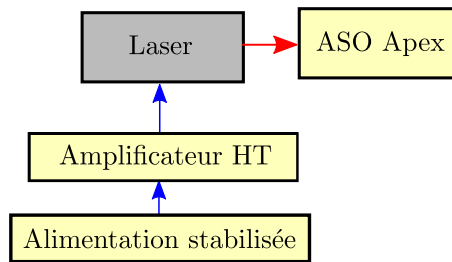 Laser
ASO Apex
Amplificateur HT
Alimentation stabilisée